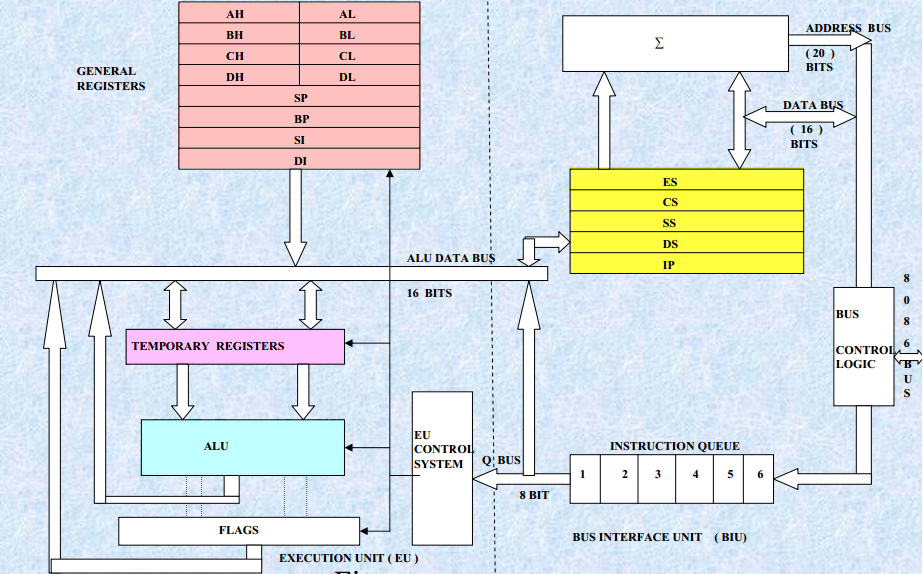 AH AL
BH BL
CH CL
DH DL
SP
BP
SI
DI
GENERAL
REGISTERS
∑
ADDRESS BUS
( 20 )
BITS
DATA BUS
( 16 )
BITS
ES
CS
SS
DS
IP
ALU DATA BUS
16 BITS
TEMPORARY REGISTERS
ALU
FLAGS
EU
CONTROL
SYSTEM
Q BUS
8 BIT
INSTRUCTION QUEUE
1 2 3 4 5 6
BUS
CONTROL
LOGIC
8
0
8
6
B
U
S
EXECUTION UNIT ( EU )
BUS INTERFACE UNIT ( BIU)